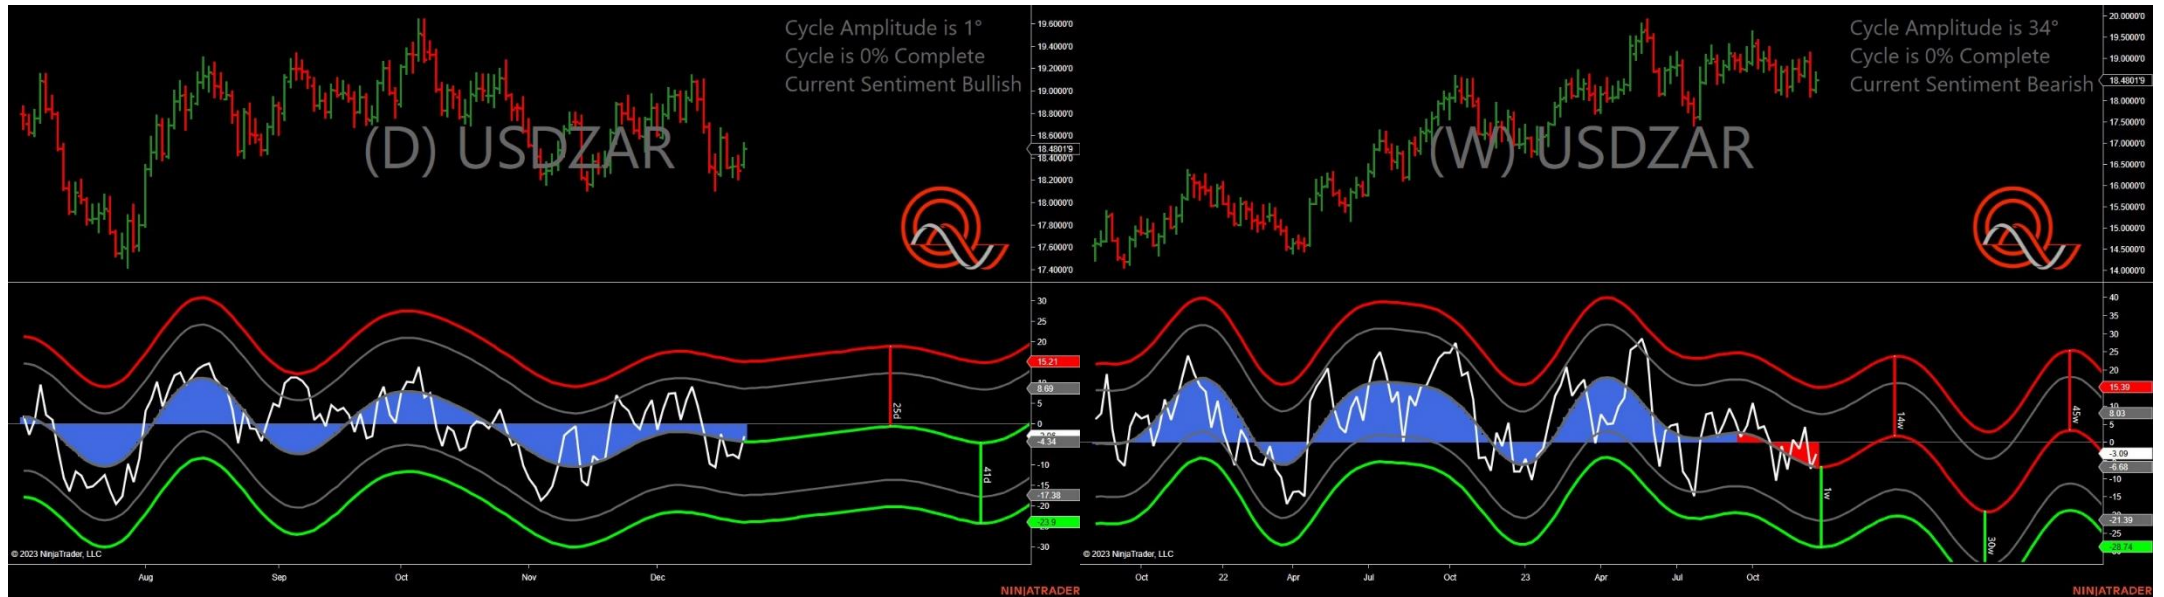 Cycle Amplitude is 1°
Cycle is 0% Complete
Current Sentiment Bullish
(D) USDZAR
19.6000'0
19.4000'0
19.2000'0
19.0000'0
18.8000'0
18.6000'0
18.4801'9
18.4000'0
18.2000'0
18.0000'0
17.8000'0
17.6000'0
17.4000'0
30
25
20
15.21
10
8.69
5
0
-4.34
-10
-15
-17.38
-20
-23.9
-30
25d
41d
© 2023 NinjaTrader, LLC
Aug Sep Oct Nov Dec
NINJATRADER
Cycle Amplitude is 34°
Cycle is 0% Complete
Current Sentiment Bearish
(W) USDZAR
20.0000'0
19.5000'0
19.0000'0
18.4801'9
18.0000'0
17.5000'0
17.0000'0
16.5000'0
16.0000'0
15.5000'0
15.0000'0
14.5000'0
14.0000'0
40
35
30
25
20
15.39
10
8.03
5
0
-3.09
-6.68
-10
-15
-21.39
-25
-28.74
1w
14w
30w
45w
© 2023 NinjaTrader, LLC
Oct 22 Apr Jul Oct 23 Apr Jul Oct
NINJATRADER